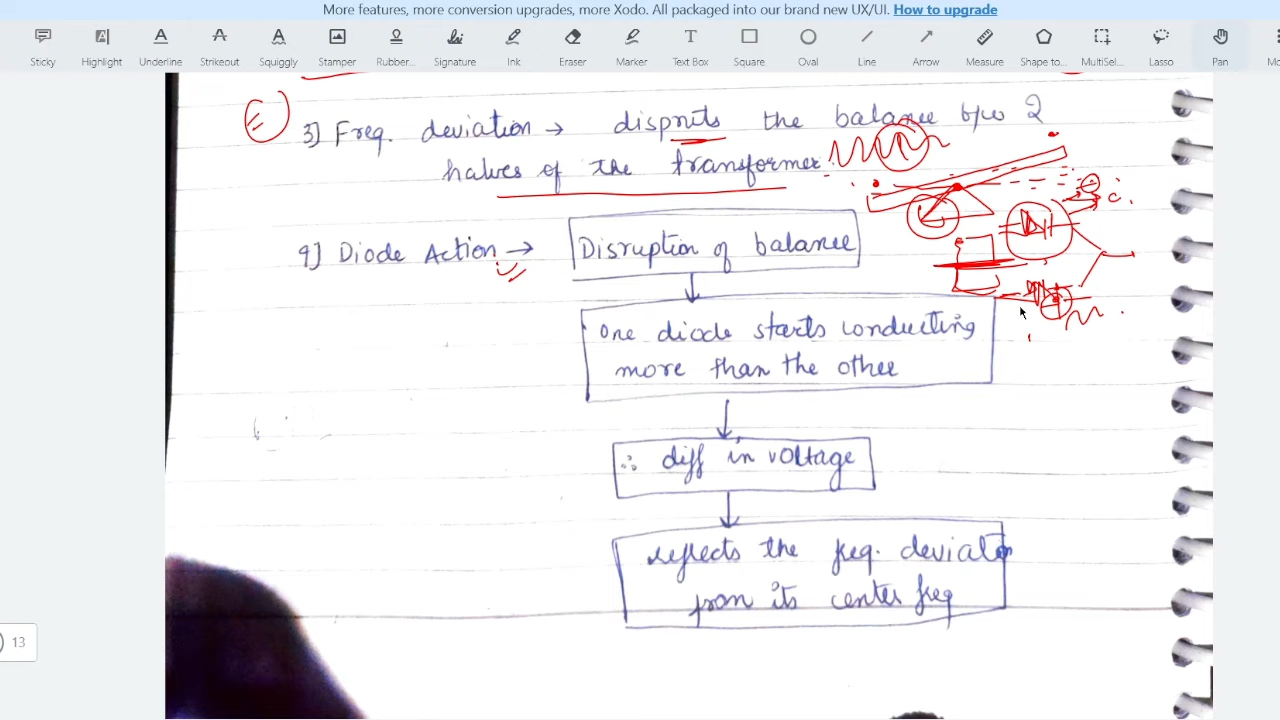 More features, more conversion upgrades, more Xodo. All packaged into our brand new UX/UI. How to upgrade
Sticky Highlight Underline Strikeout Squiggly Stamper Rubber... Signature Ink Eraser Marker Text Box Square Oval Line Arrow Measure Shape to... MultiSel... Lasso Pan Mo
E
3] Freq. deviation → dispruts the balance b/w 2
halves of the transformer.
4] Diode Action → Disruption of balance
One diode starts conducting
more than the other
∴ diff in voltage
reflects the freq. deviatn
from its center freq
13